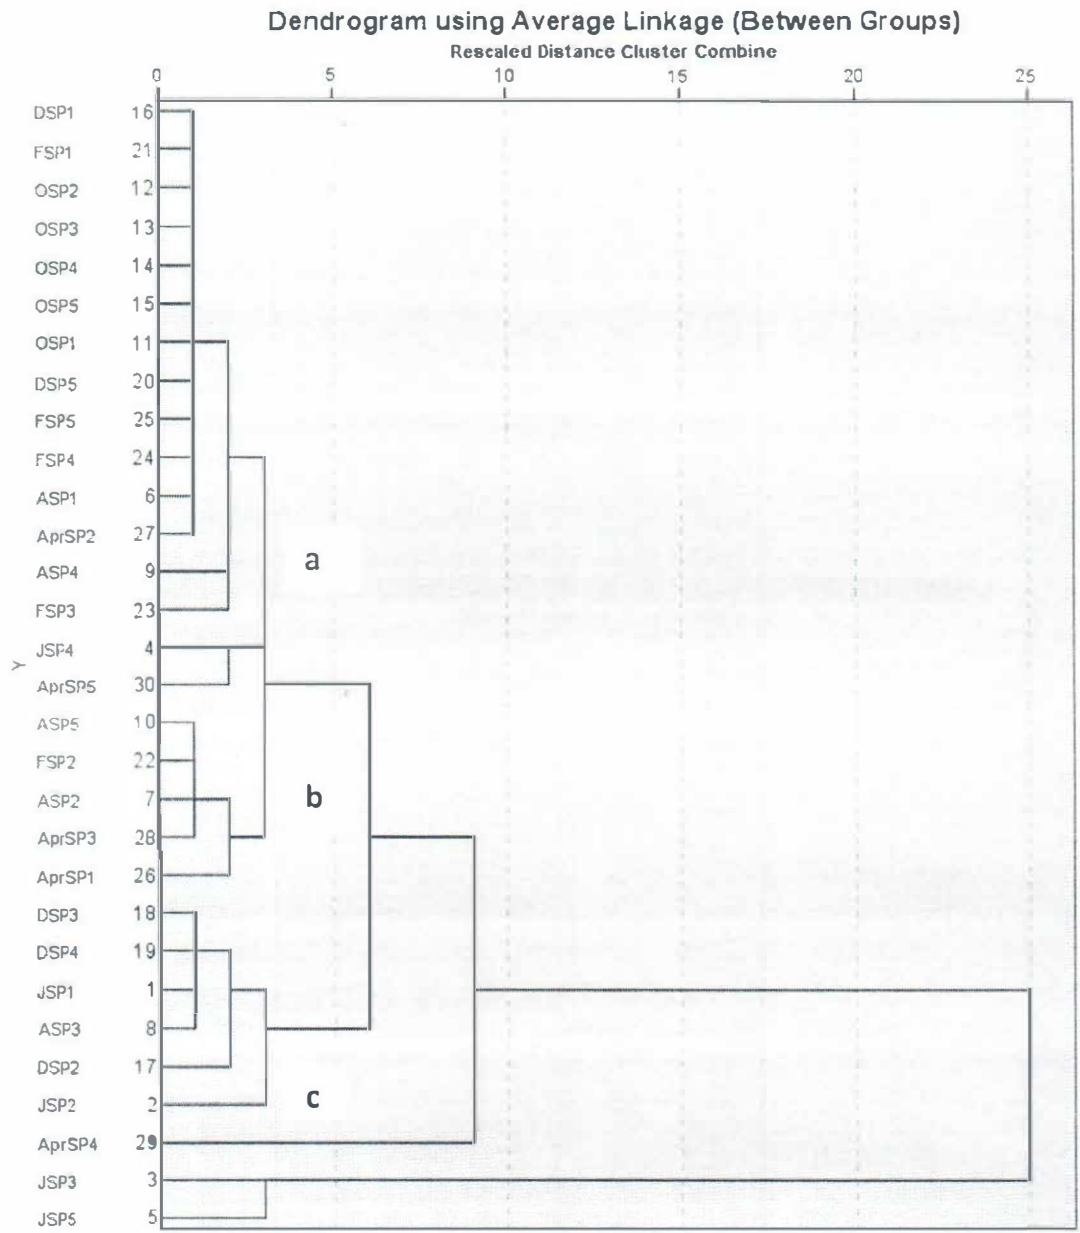 Dendrogram using Average Linkage (Between Groups)
Rescaled Distance Cluster Combine
0 5 10 15 20 25
DSP1 16
FSP1 21
OSP2 12
OSP3 13
OSP4 14
OSP5 15
OSP1 11
DSP5 20
FSP5 25
FSP4 24
ASP1 6
AprSP2 27
a
ASP4 9
FSP3 23
JSP4 4
Y
AprSP5 30
ASP5 10
FSP2 22
ASP2 7
b
AprSP3 28
AprSP1 26
DSP3 18
DSP4 19
JSP1 1
ASP3 8
DSP2 17
JSP2 2
c
AprSP4 29
JSP3 3
JSP5 5